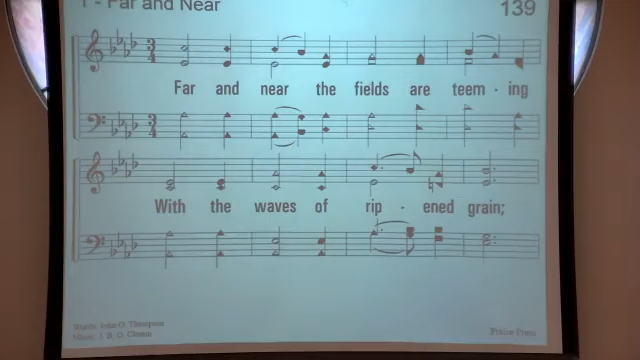 1 - Far and Near
139
Far and near the fields are teem - ing
With the waves of rip - ened grain;
Words: John O. Thompson
Music: J. B. O. Clemm
Praise Press